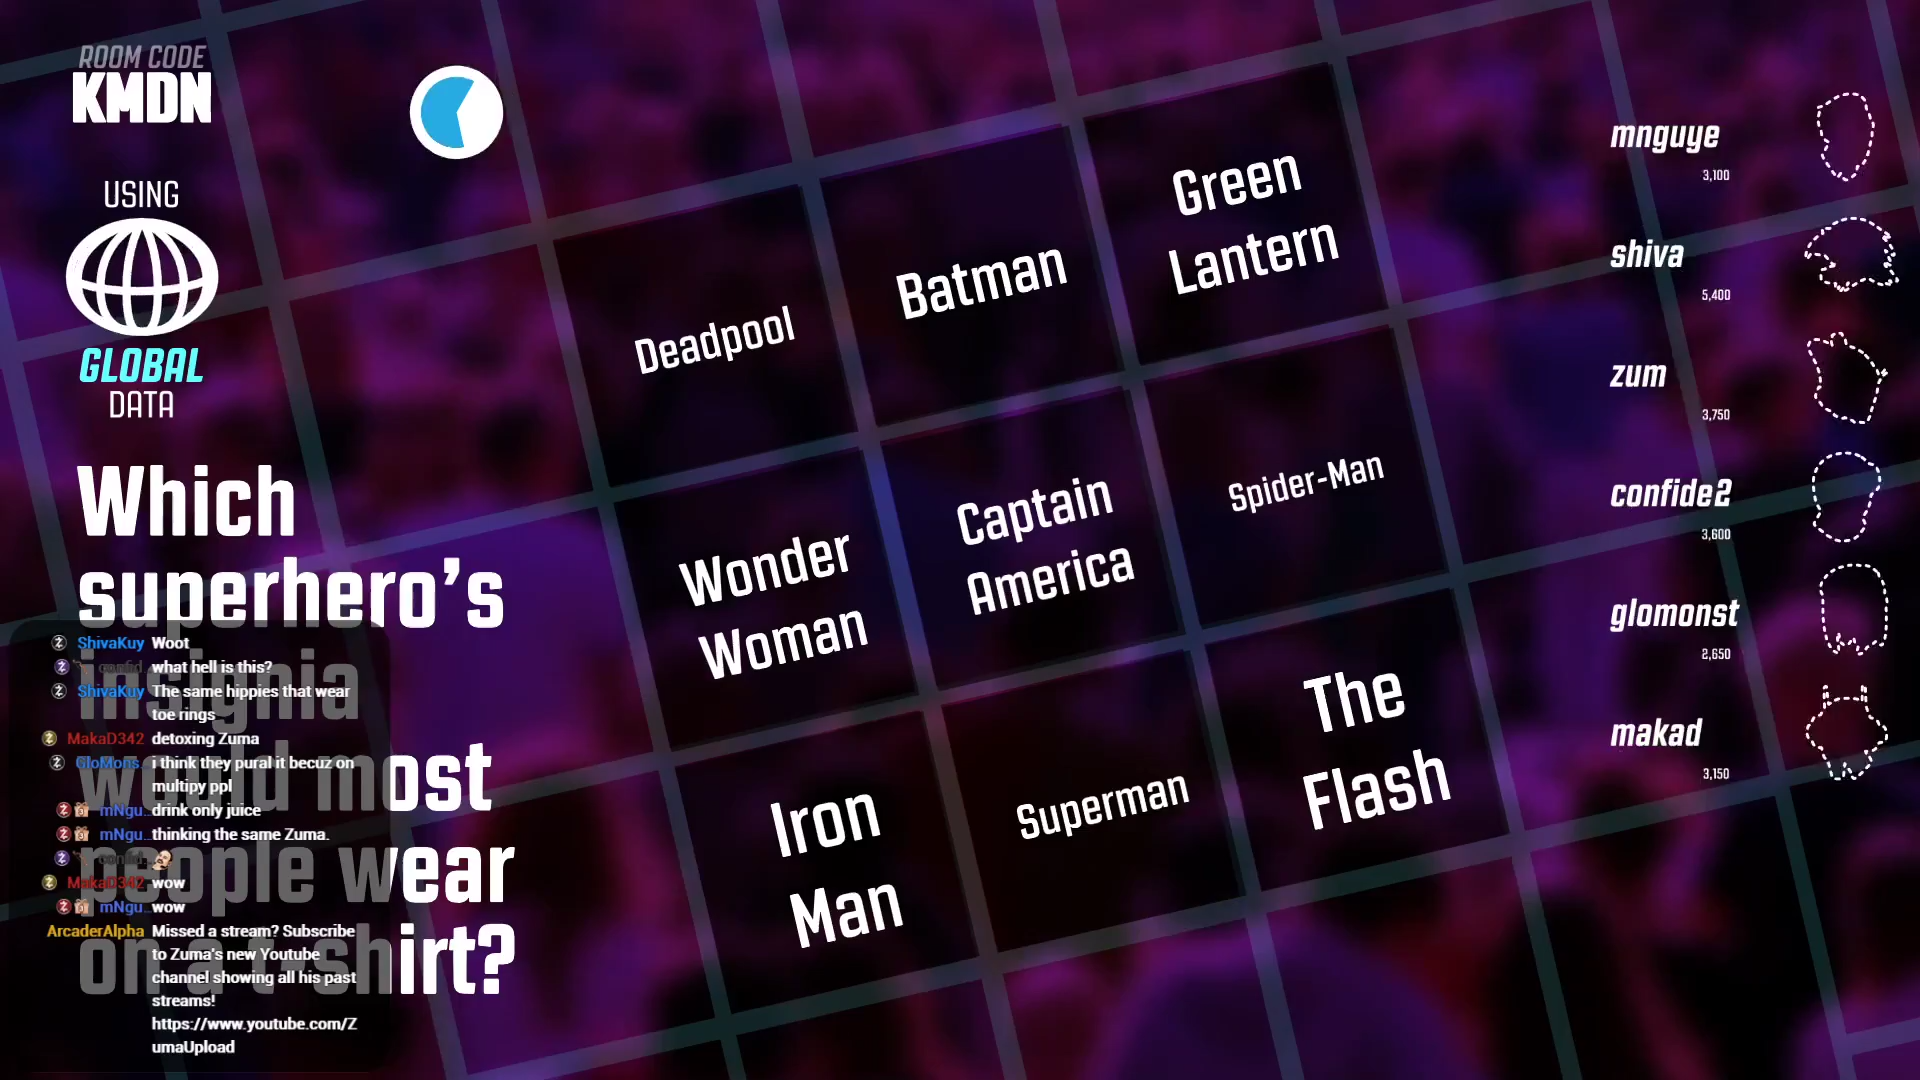 ROOM CODE
KMDN
USING
GLOBAL
DATA
Which
superhero's
insignia
would most
people wear
on a t-shirt?
ShivaKuy Woot
confid... what hell is this?
ShivaKuy The same hippies that wear
toe rings
MakaD342 detoxing Zuma
GloMons... i think they pural it becuz on
multipy ppl
mNgu... drink only juice
mNgu... thinking the same Zuma.
confid...
MakaD342 wow
mNgu... wow
ArcaderAlpha Missed a stream? Subscribe
to Zuma's new Youtube
channel showing all his past
streams!
https://www.youtube.com/Z
umaUpload
Deadpool
Batman
Green
Lantern
Wonder
Woman
Captain
America
Spider-Man
Iron
Man
Superman
The
Flash
mnguye
3,100
shiva
5,400
zum
3,750
confide2
3,600
glomonst
2,650
makad
3,150